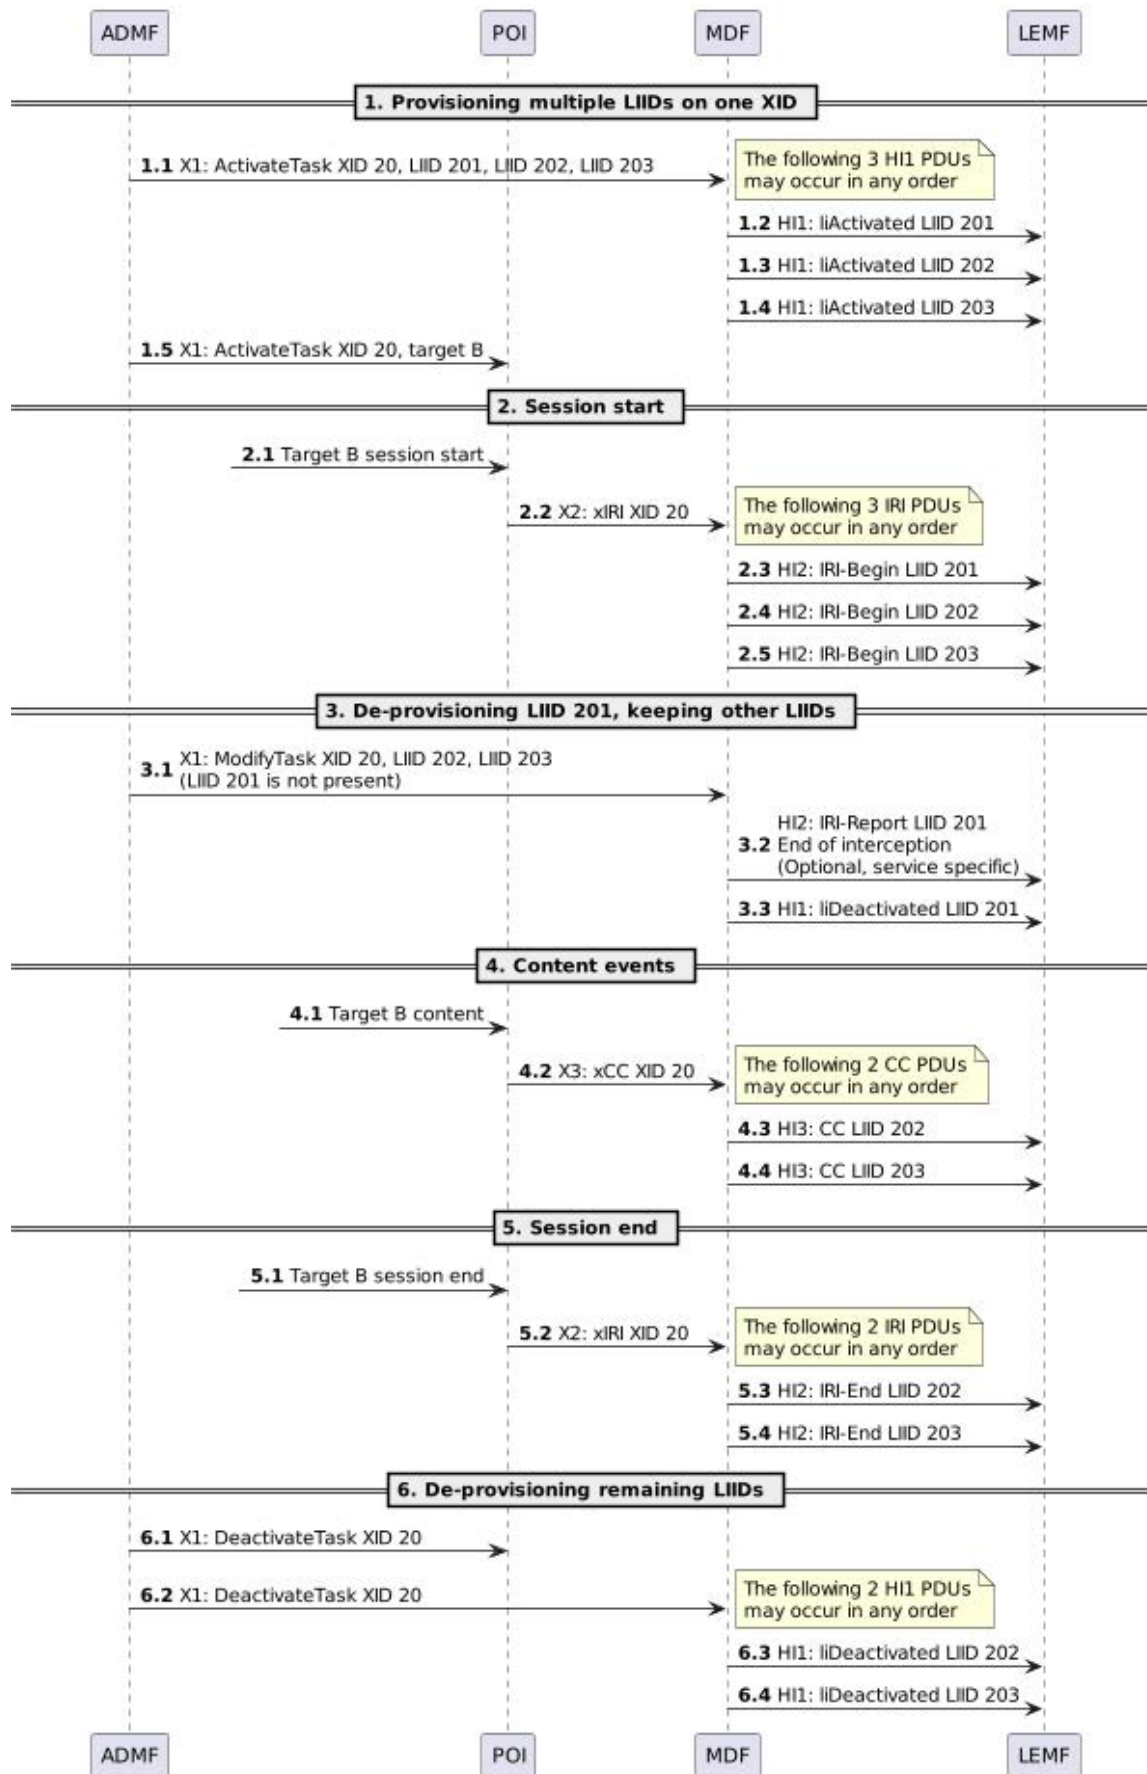 ADMF POI MDF LEMF
1. Provisioning multiple LIIDs on one XID
1.1 X1: ActivateTask XID 20, LIID 201, LIID 202, LIID 203
The following 3 HI1 PDUs
may occur in any order
1.2 HI1: liActivated LIID 201
1.3 HI1: liActivated LIID 202
1.4 HI1: liActivated LIID 203
1.5 X1: ActivateTask XID 20, target B
2. Session start
2.1 Target B session start
2.2 X2: xIRI XID 20
The following 3 IRI PDUs
may occur in any order
2.3 HI2: IRI-Begin LIID 201
2.4 HI2: IRI-Begin LIID 202
2.5 HI2: IRI-Begin LIID 203
3. De-provisioning LIID 201, keeping other LIIDs
3.1 X1: ModifyTask XID 20, LIID 202, LIID 203
(LIID 201 is not present)
HI2: IRI-Report LIID 201
3.2 End of interception
(Optional, service specific)
3.3 HI1: liDeactivated LIID 201
4. Content events
4.1 Target B content
4.2 X3: xCC XID 20
The following 2 CC PDUs
may occur in any order
4.3 HI3: CC LIID 202
4.4 HI3: CC LIID 203
5. Session end
5.1 Target B session end
5.2 X2: xIRI XID 20
The following 2 IRI PDUs
may occur in any order
5.3 HI2: IRI-End LIID 202
5.4 HI2: IRI-End LIID 203
6. De-provisioning remaining LIIDs
6.1 X1: DeactivateTask XID 20
6.2 X1: DeactivateTask XID 20
The following 2 HI1 PDUs
may occur in any order
6.3 HI1: liDeactivated LIID 202
6.4 HI1: liDeactivated LIID 203
ADMF POI MDF LEMF